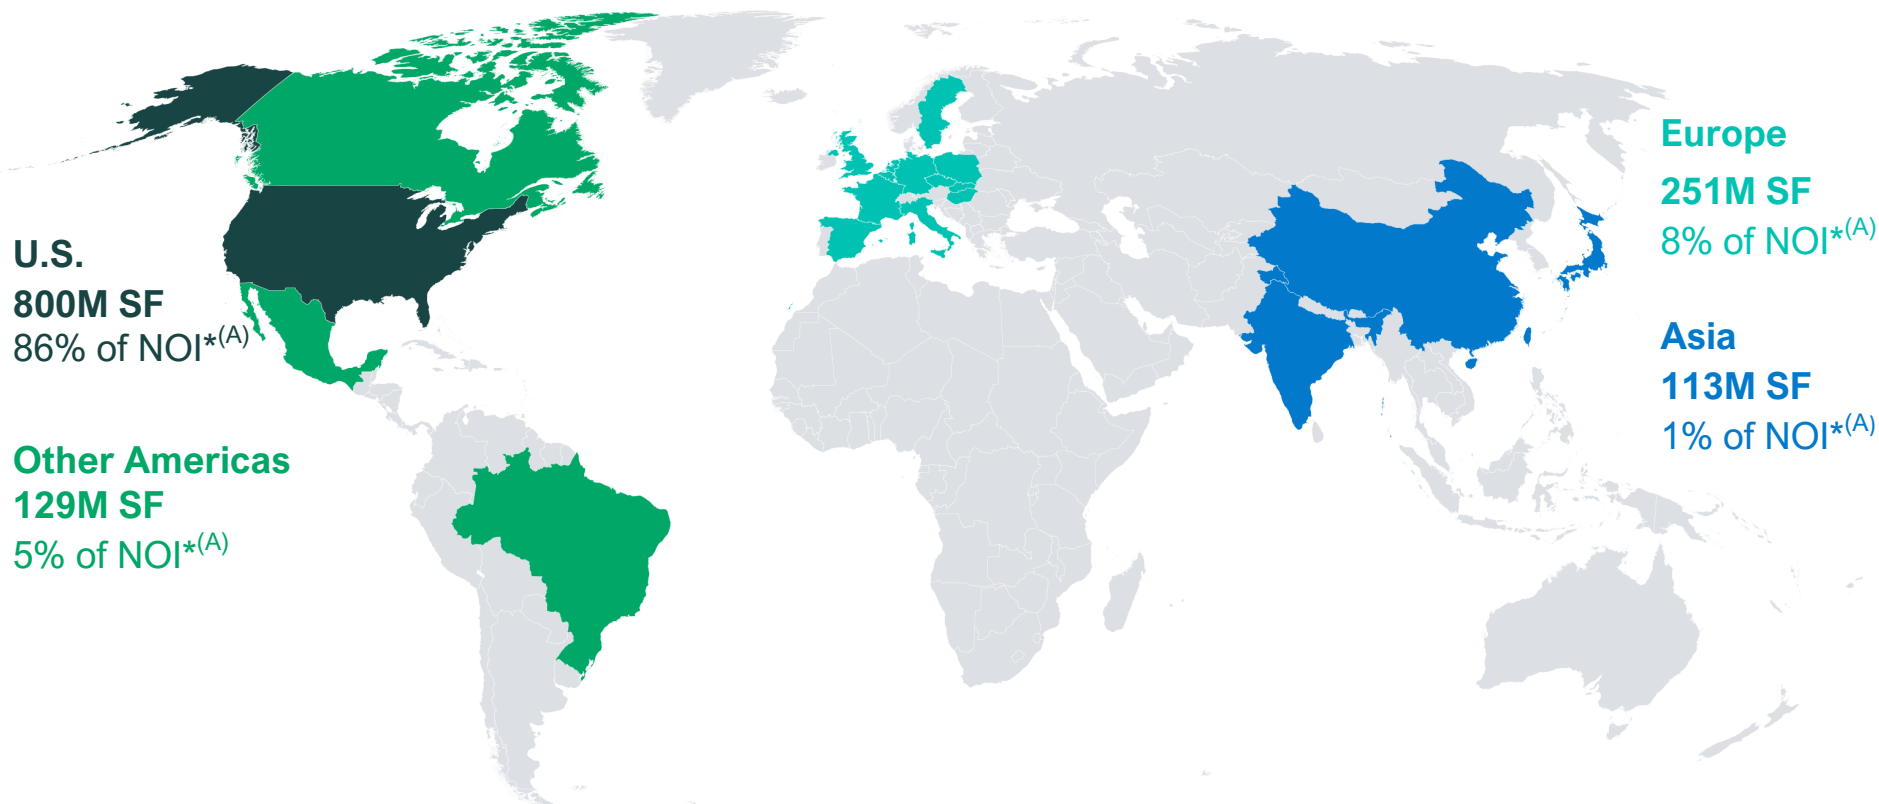 U.S.
800M SF
86% of NOI*(A)
Other Americas
129M SF
5% of NOI*(A)
Europe
251M SF
8% of NOI*(A)
Asia
113M SF
1% of NOI*(A)